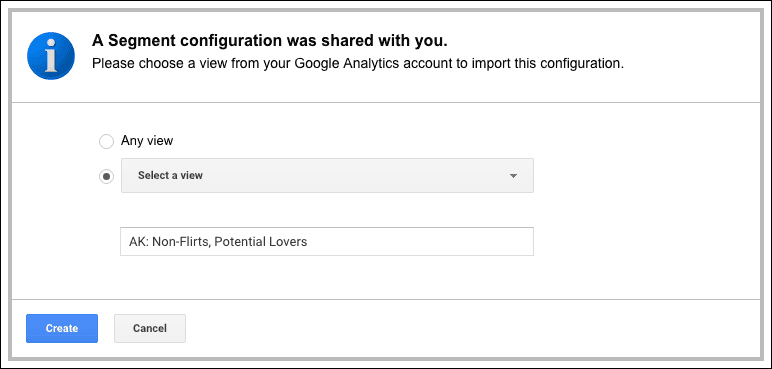 A Segment configuration was shared with you.
Please choose a view from your Google Analytics account to import this configuration.
Any view
Select a view
AK: Non-Flirts, Potential Lovers
Create
Cancel